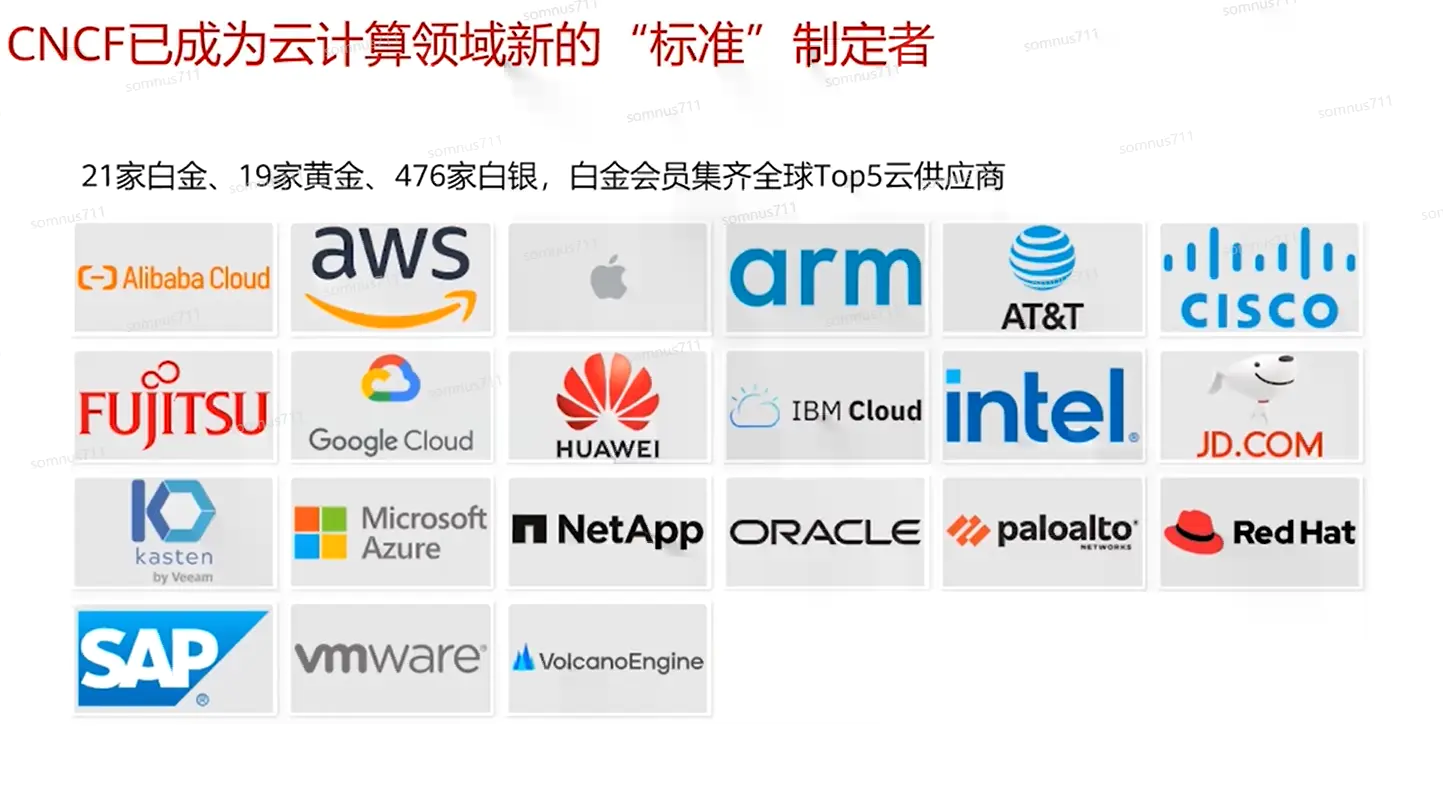 CNCF已成为云计算领域新的“标准”制定者
21家白金、19家黄金、476家白银，白金会员集齐全球Top5云供应商
Alibaba Cloud
aws
arm
AT&T
CISCO
FUJITSU
Google Cloud
HUAWEI
IBM Cloud
intel®
JD.COM
kasten
by Veeam
Microsoft
Azure
NetApp
ORACLE
paloalto
NETWORKS
Red Hat
SAP®
vmware®
VolcanoEngine
somnus711